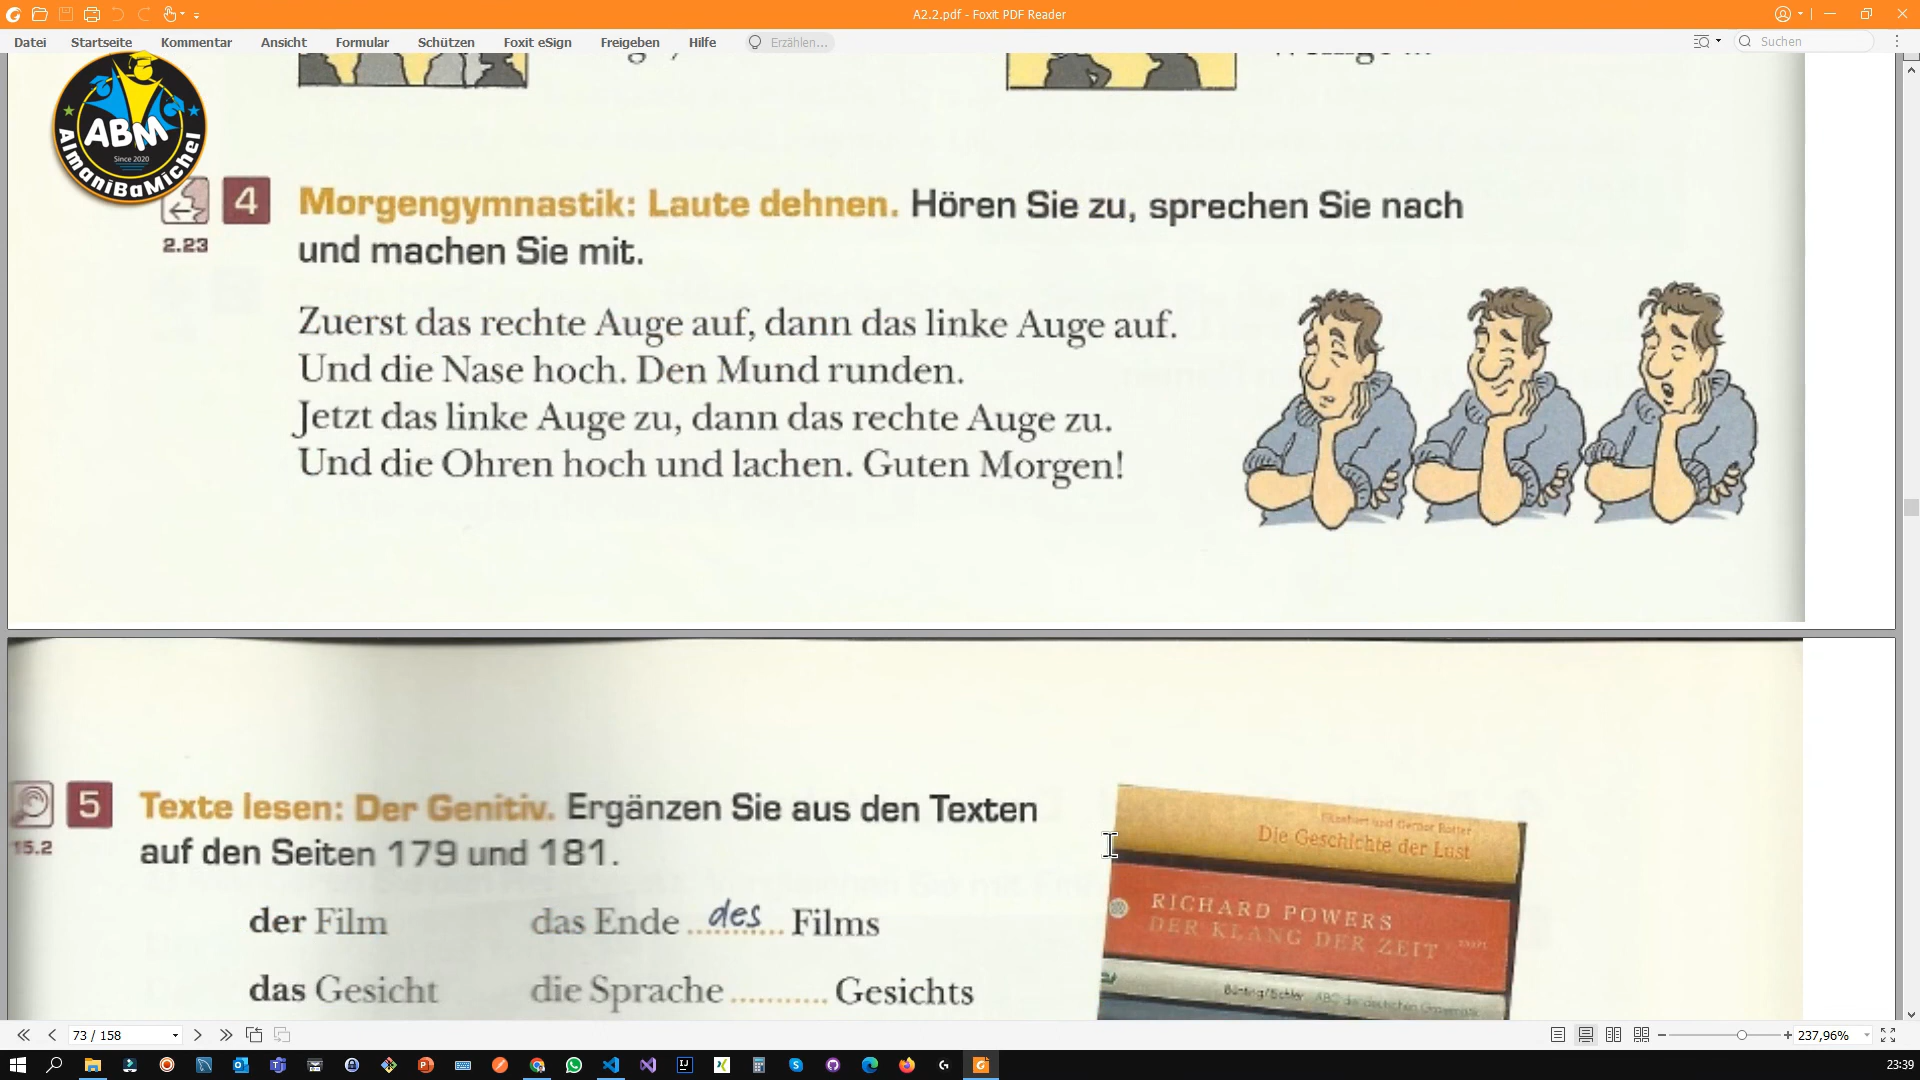 A2.2.pdf - Foxit PDF Reader
Datei Startseite Kommentar Ansicht Formular Schützen Foxit eSign Freigeben Hilfe Erzählen... Suchen
ABM
Since 2020
AlmaniBaMichel
4 Morgengymnastik: Laute dehnen. Hören Sie zu, sprechen Sie nach
2.23 und machen Sie mit.
Zuerst das rechte Auge auf, dann das linke Auge auf.
Und die Nase hoch. Den Mund runden.
Jetzt das linke Auge zu, dann das rechte Auge zu.
Und die Ohren hoch und lachen. Guten Morgen!
5 Texte lesen: Der Genitiv. Ergänzen Sie aus den Texten
15.2 auf den Seiten 179 und 181.
der Film das Ende des Films
das Gesicht die Sprache .......... Gesichts
Die Geschichte der Lust
RICHARD POWERS
DER KLANG DER ZEIT
73 / 158
237,96%
23:39